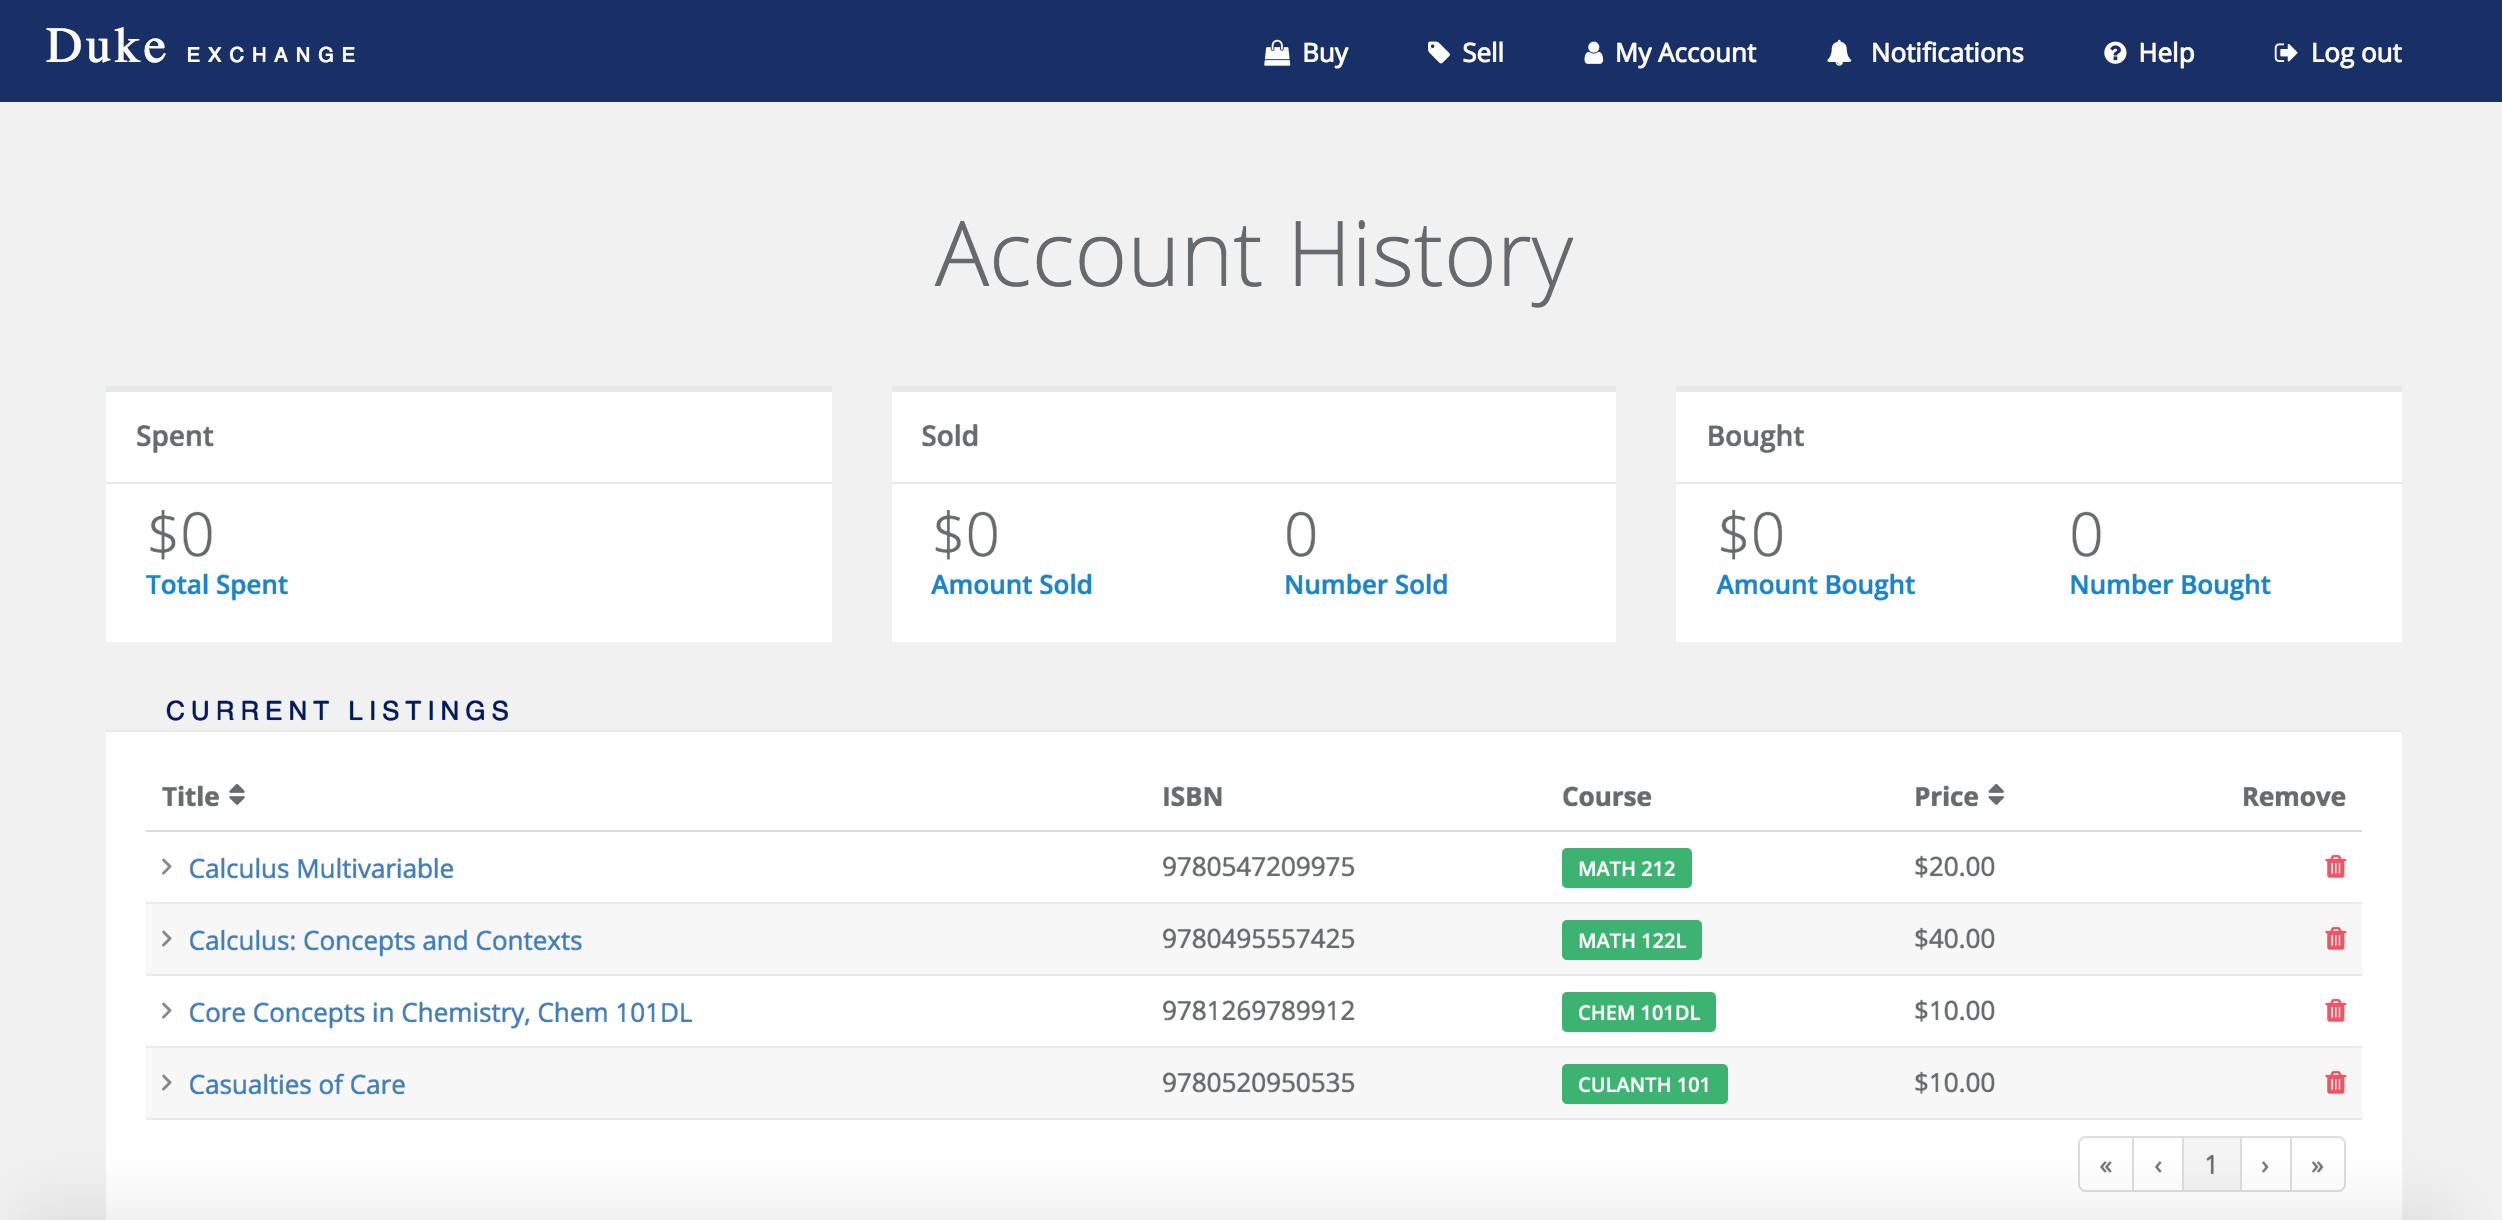 Duke EXCHANGE
Buy Sell My Account Notifications Help Log out
Account History
Spent
$0
Total Spent
Sold
$0 0
Amount Sold Number Sold
Bought
$0 0
Amount Bought Number Bought
CURRENT LISTINGS
Title ISBN Course Price Remove
Calculus Multivariable 9780547209975 MATH 212 $20.00
Calculus: Concepts and Contexts 9780495557425 MATH 122L $40.00
Core Concepts in Chemistry, Chem 101DL 9781269789912 CHEM 101DL $10.00
Casualties of Care 9780520950535 CULANTH 101 $10.00
« ‹ 1 › »